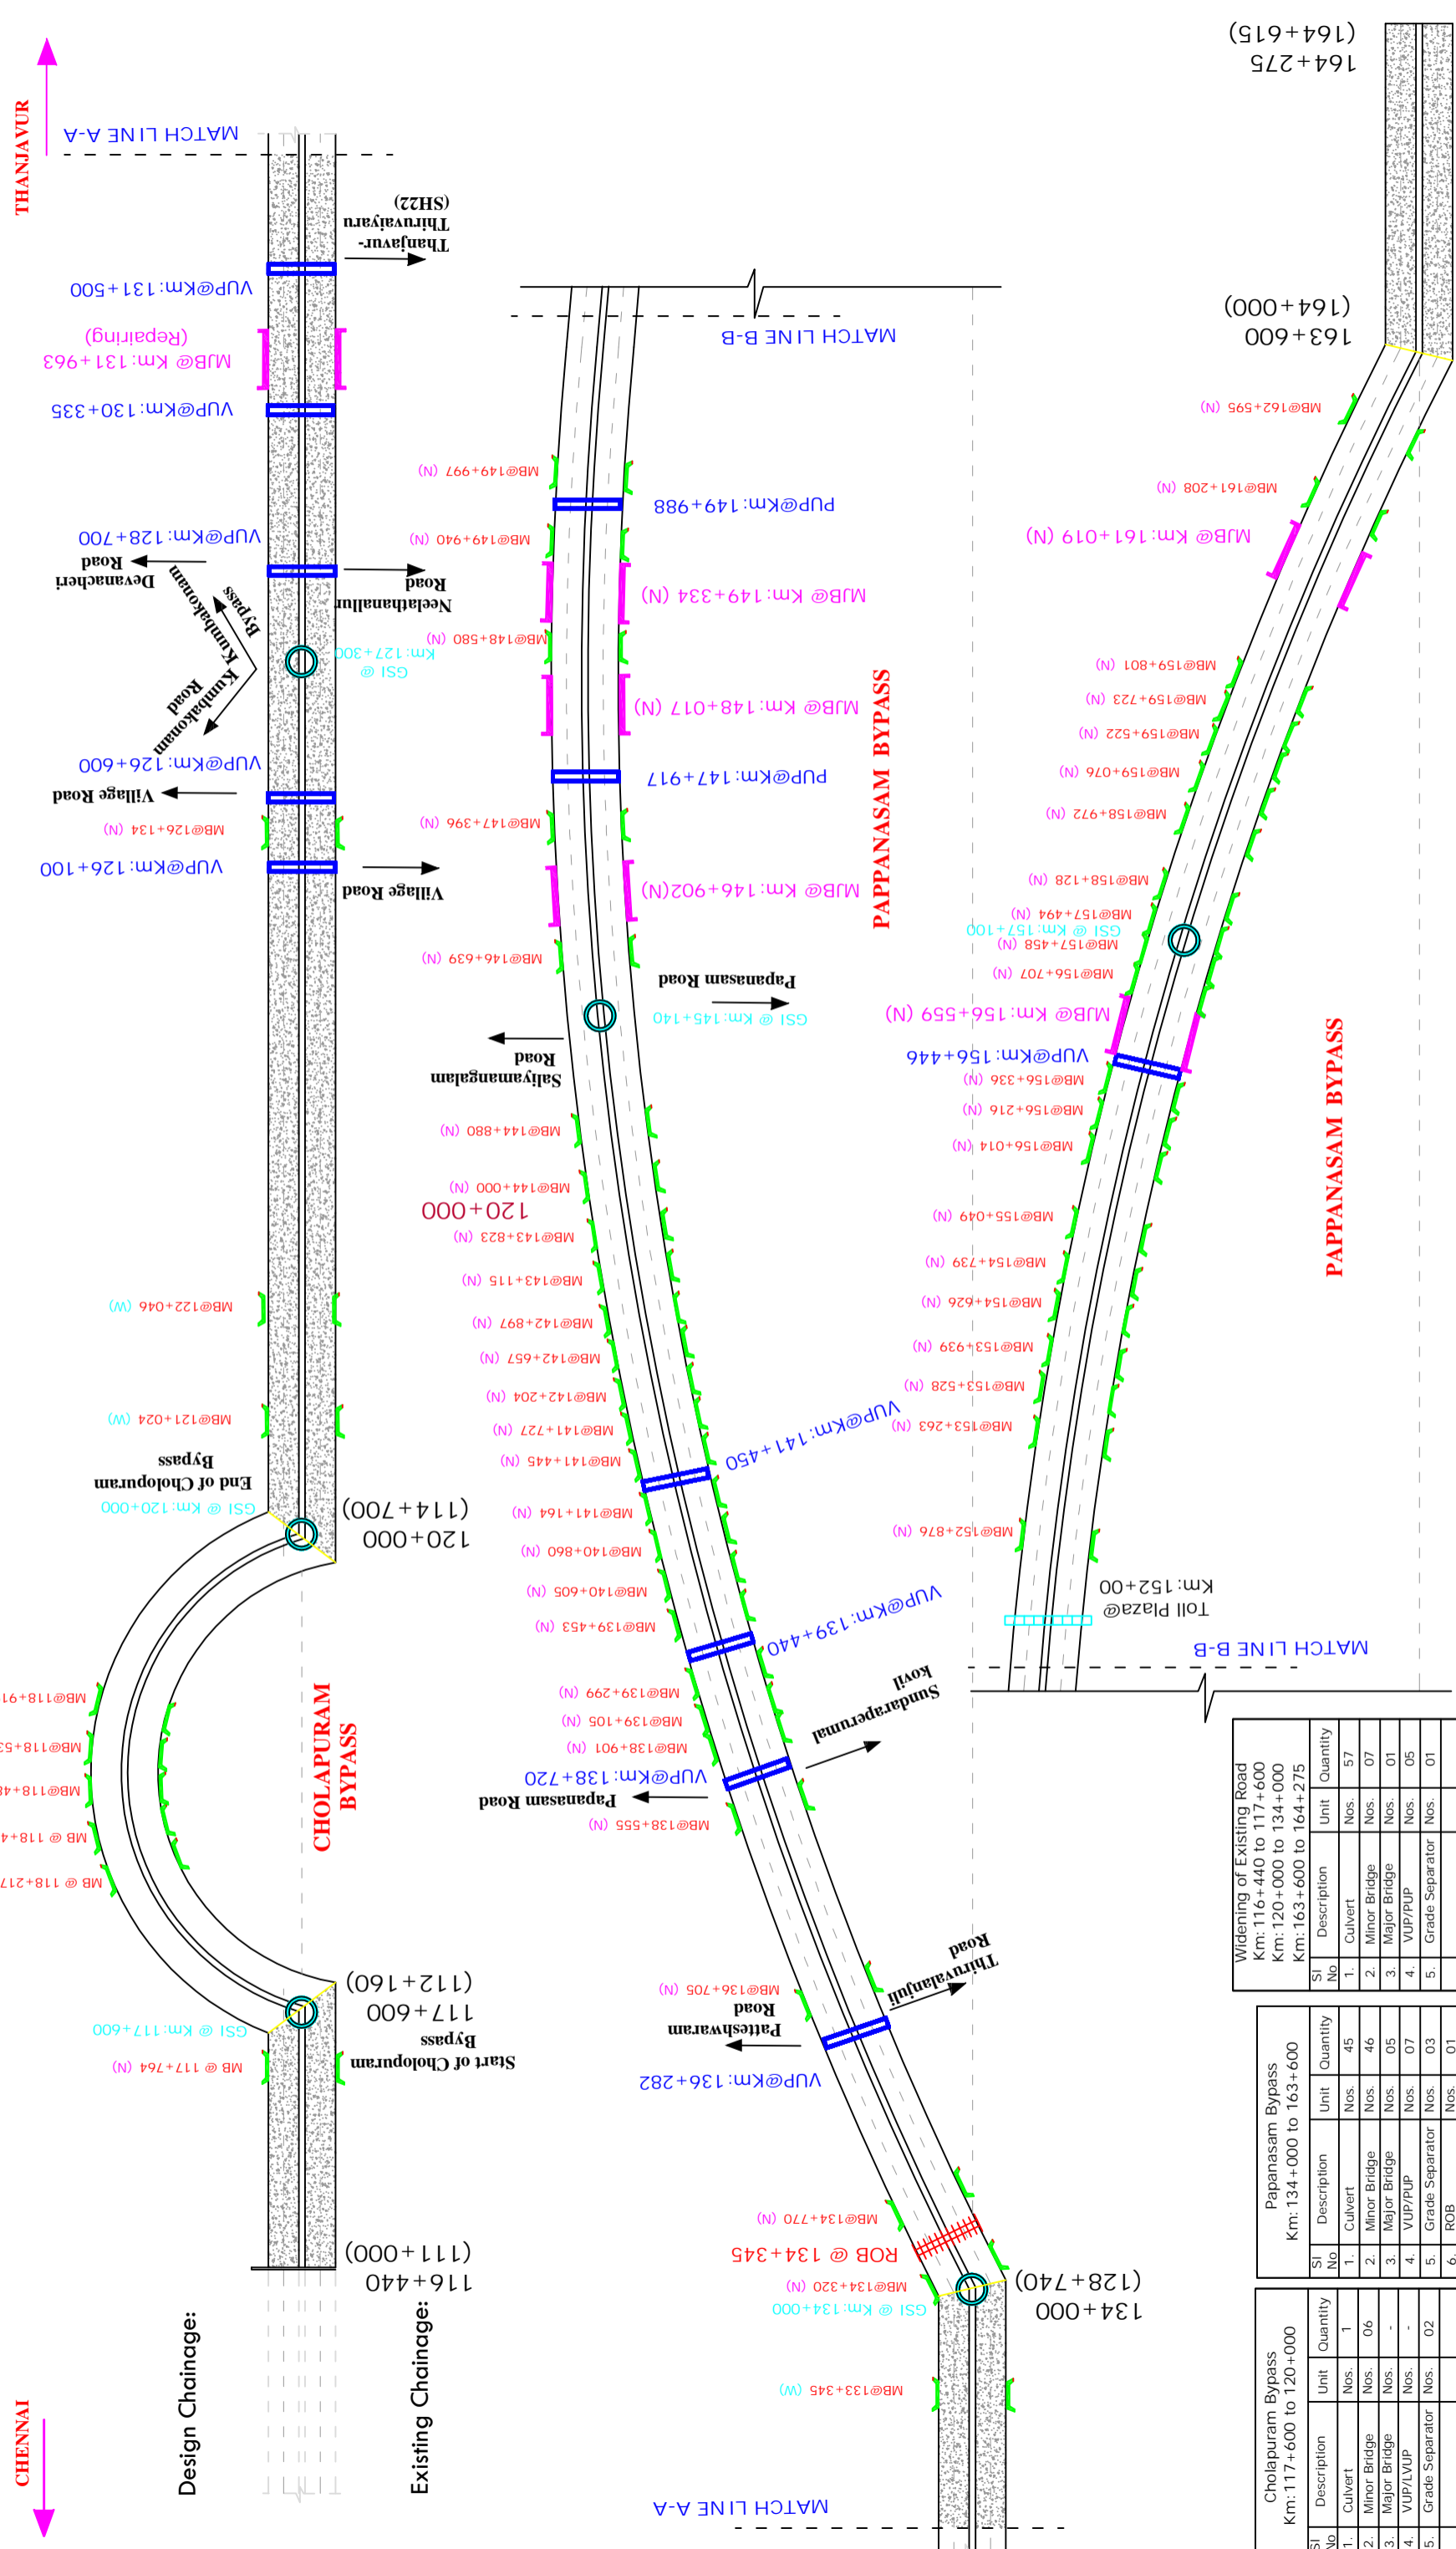 THANJAVUR
MATCH LINE A-A
Thanjavur-
Thiruvaiyaru
(SH22)
VUP@Km:131+500
MJB@ Km:131+963
(Repairing)
VUP@Km:130+335
VUP@Km:128+700
Devanacheri
Road
Neelathanallur
Road
Kumbakonam
Bypass
Kumbakonam
Road
GSI @
Km:127+300
VUP@Km:126+600
Village Road
MB@126+134 (N)
VUP@Km:126+100
Village Road
MB@122+046 (W)
MB@121+024 (W)
End of Cholopuram
Bypass
GSI @ Km:120+000
120+000
(114+700)
CHOLAPURAM
BYPASS
MB@118+91
MB@118+53
MB@118+48
MB @ 118+4
MB @ 118+217
117+600
(112+160)
GSI @ Km:117+600
Start of Cholopuram
Bypass
MB @ 117+764 (N)
116+440
(111+000)
Design Chainage:
Existing Chainage:
CHENNAI
MATCH LINE B-B
MB@149+997 (N)
PUP@Km:149+988
MB@149+940 (N)
MJB@ Km:149+334 (N)
MB@148+580 (N)
MJB@ Km:148+017 (N)
PUP@Km:147+917
MB@147+396 (N)
MJB@ Km:146+902(N)
MB@146+639 (N)
Papanasam Road
GSI @ Km:145+140
Saliyamangalam
Road
PAPPANASAM BYPASS
MB@144+880 (N)
MB@144+000 (N)
120+000
MB@143+823 (N)
MB@143+115 (N)
MB@142+897 (N)
MB@142+657 (N)
MB@142+204 (N)
MB@141+727 (N)
MB@141+445 (N)
VUP@Km:141+450
MB@141+164 (N)
MB@140+860 (N)
MB@140+605 (N)
MB@139+453 (N)
VUP@Km:139+440
MB@139+299 (N)
MB@139+105 (N)
MB@138+901 (N)
Sundaraperumal
kovil
VUP@Km:138+720
Papanasam Road
MB@138+555 (N)
MB@136+705 (N)
Patteshwaram
Road
Thiruvalanjuli
Road
VUP@Km:136+282
MB@134+770 (N)
ROB @ 134+345
MB@134+320 (N)
GSI @ Km:134+000
134+000
(128+740)
MB@133+345 (W)
MATCH LINE A-A
164+275
(164+615)
163+600
(164+000)
MB@162+595 (N)
MB@161+208 (N)
MJB@ Km:161+019 (N)
MB@159+801 (N)
MB@159+723 (N)
MB@159+522 (N)
MB@159+076 (N)
MB@158+972 (N)
MB@158+128 (N)
MB@157+494 (N)
GSI @ Km:157+100
MB@157+458 (N)
MB@156+707 (N)
MJB@ Km:156+559 (N)
VUP@Km:156+446
MB@156+336 (N)
MB@156+216 (N)
MB@156+014 (N)
MB@155+049 (N)
MB@154+739 (N)
MB@154+626 (N)
MB@153+939 (N)
MB@153+528 (N)
MB@153+263 (N)
MB@152+876 (N)
PAPPANASAM BYPASS
Toll Plaza@
Km:152+00
MATCH LINE B-B
Widening of Existing Road
Km:116+440 to 117+600
Km:120+000 to 134+000
Km:163+600 to 164+275
SI No Description Unit Quantity
1. Culvert Nos. 57
2. Minor Bridge Nos. 07
3. Major Bridge Nos. 01
4. VUP/PUP Nos. 05
5. Grade Separator Nos. 01
Papanasam Bypass
Km:134+000 to 163+600
SI No Description Unit Quantity
1. Culvert Nos. 45
2. Minor Bridge Nos. 46
3. Major Bridge Nos. 05
4. VUP/PUP Nos. 07
5. Grade Separator Nos. 03
6. ROB Nos. 01
Cholapuram Bypass
Km:117+600 to 120+000
SI No Description Unit Quantity
1. Culvert Nos. 1
2. Minor Bridge Nos. 06
3. Major Bridge Nos. -
4. VUP/LVUP Nos. -
5. Grade Separator Nos. 02